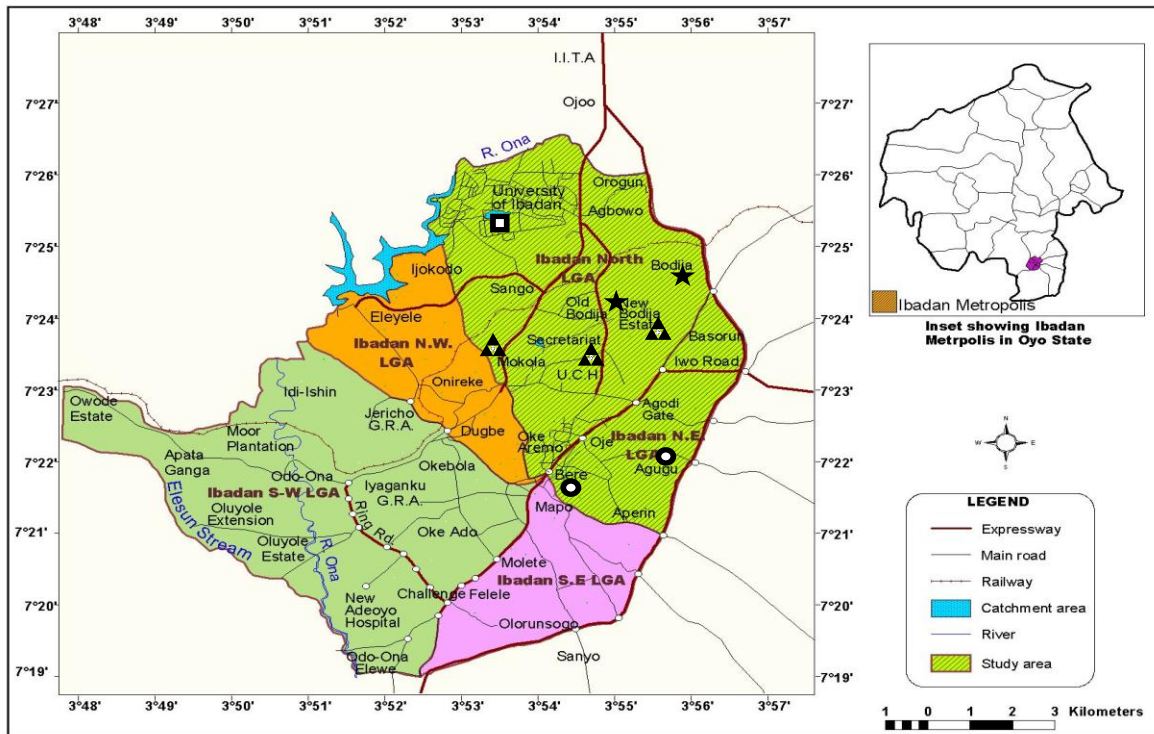 3°48' 3°49' 3°50' 3°51' 3°52' 3°53' 3°54' 3°55' 3°56' 3°57'
I.I.T.A
Ojoo
7°27' 7°27'
R. Ona
7°26' 7°26'
Orogun
University
of Ibadan
Agbowo
7°25' 7°25'
Ibadan North
LGA
Bodija
Ijokodo
Sango
Old
Bodija
New
Bodija
Estate
Eleyele
7°24' 7°24'
Ibadan N.W.
LGA
Secretariat
Basorun
Mokola
U.C.H
Iwo Road
7°23' 7°23'
Onireke
Idi-Ishin
Owode
Estate
Jericho
G.R.A.
Agodi
Gate
Dugbe
Moor
Plantation
Oke
Aremo
Oje
Ibadan N.E.
LGA
7°22' 7°22'
Apata
Ganga
Okebola
Bere
Agugu
Odo-Ona
Iyaganku
G.R.A.
Ibadan S-W LGA
Mapo
Aperin
Oluyole
Extension
Ring Rd.
7°21' 7°21'
Oke Ado
Elesun Stream
Oluyole
Estate
R. Ona
Molete
Ibadan S.E LGA
New
Adeoyo
Hospital
Challenge
Felele
7°20' 7°20'
Olorunsogo
Odo-Ona
Elewe
Sanyo
7°19' 7°19'
3°48' 3°49' 3°50' 3°51' 3°52' 3°53' 3°54' 3°55' 3°56' 3°57'
Ibadan Metropolis
Inset showing Ibadan
Metrpolis in Oyo State
N
W E
S
LEGEND
Expressway
Main road
Railway
Catchment area
River
Study area
1 0 1 2 3 Kilometers